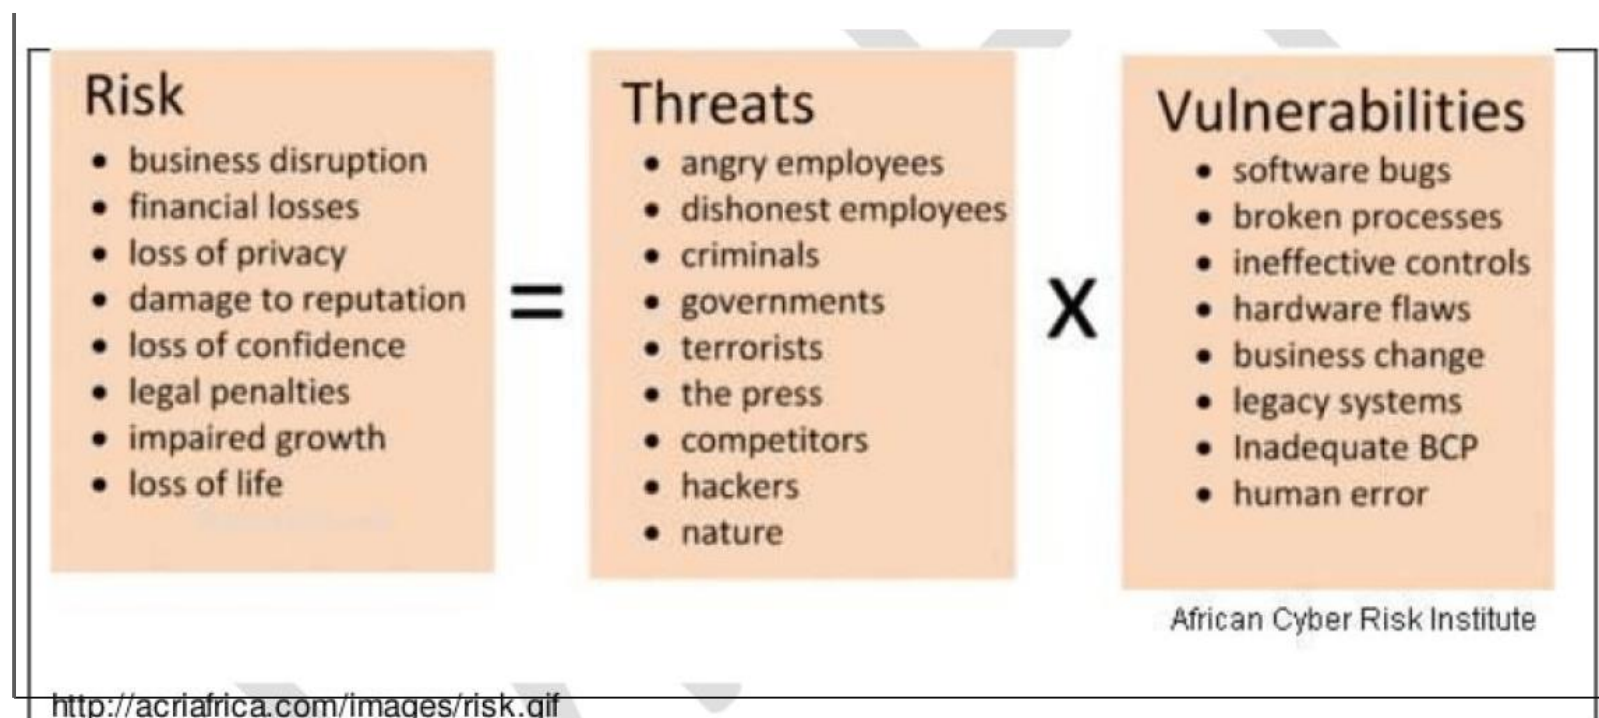 Risk
• business disruption
• financial losses
• loss of privacy
• damage to reputation
• loss of confidence
• legal penalties
• impaired growth
• loss of life
=
Threats
• angry employees
• dishonest employees
• criminals
• governments
• terrorists
• the press
• competitors
• hackers
• nature
X
Vulnerabilities
• software bugs
• broken processes
• ineffective controls
• hardware flaws
• business change
• legacy systems
• Inadequate BCP
• human error
African Cyber Risk Institute
http://acriafrica.com/images/risk.gif